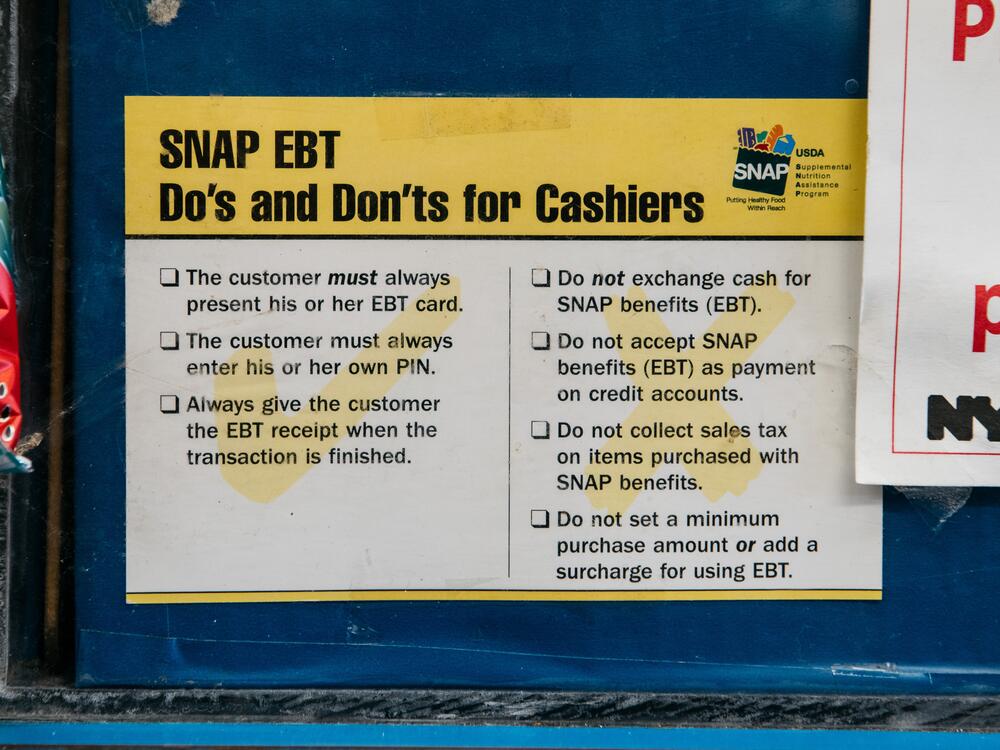 SNAP EBT
Do's and Don'ts for Cashiers
SNAP
Putting Healthy Food
Within Reach
USDA
Supplemental
Nutrition
Assistance
Program
❑ The customer must always
present his or her EBT card.
❑ The customer must always
enter his or her own PIN.
❑ Always give the customer
the EBT receipt when the
transaction is finished.
❑ Do not exchange cash for
SNAP benefits (EBT).
❑ Do not accept SNAP
benefits (EBT) as payment
on credit accounts.
❑ Do not collect sales tax
on items purchased with
SNAP benefits.
❑ Do not set a minimum
purchase amount or add a
surcharge for using EBT.